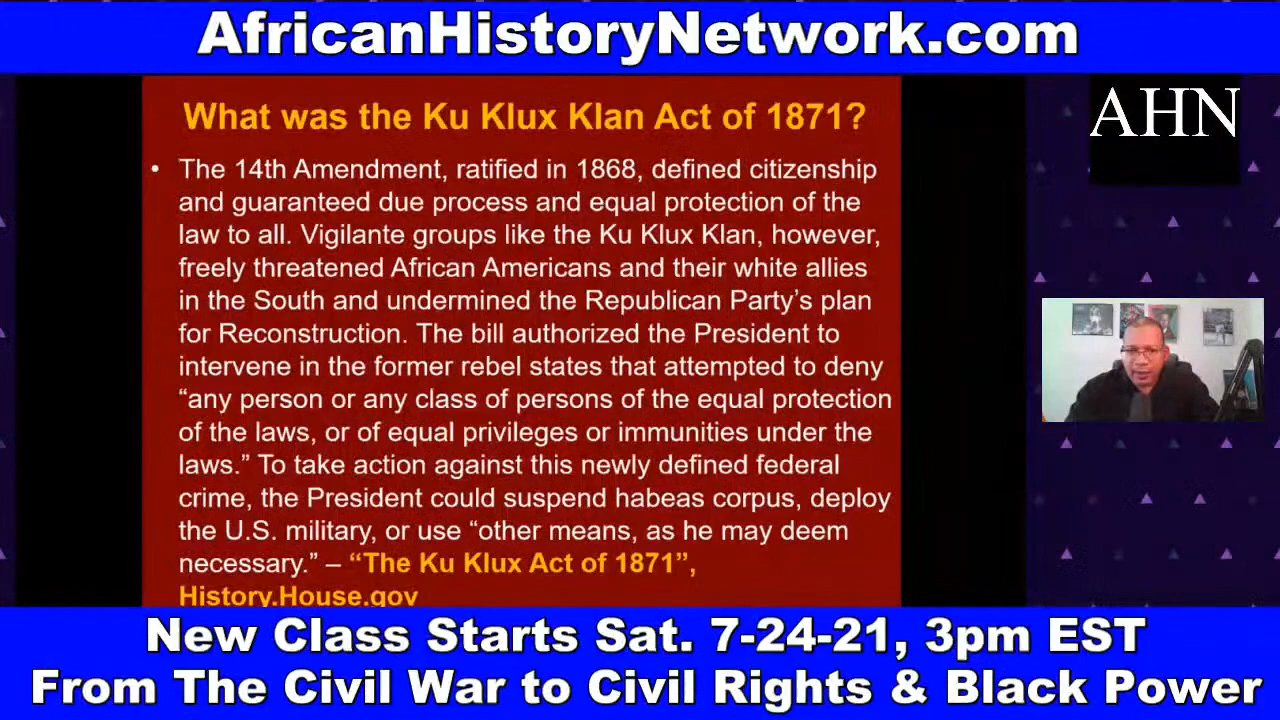 AfricanHistoryNetwork.com
AHN
What was the Ku Klux Klan Act of 1871?
• The 14th Amendment, ratified in 1868, defined citizenship
and guaranteed due process and equal protection of the
law to all. Vigilante groups like the Ku Klux Klan, however,
freely threatened African Americans and their white allies
in the South and undermined the Republican Party’s plan
for Reconstruction. The bill authorized the President to
intervene in the former rebel states that attempted to deny
“any person or any class of persons of the equal protection
of the laws, or of equal privileges or immunities under the
laws.” To take action against this newly defined federal
crime, the President could suspend habeas corpus, deploy
the U.S. military, or use “other means, as he may deem
necessary.” – “The Ku Klux Act of 1871”,
History.House.gov
New Class Starts Sat. 7-24-21, 3pm EST
From The Civil War to Civil Rights & Black Power